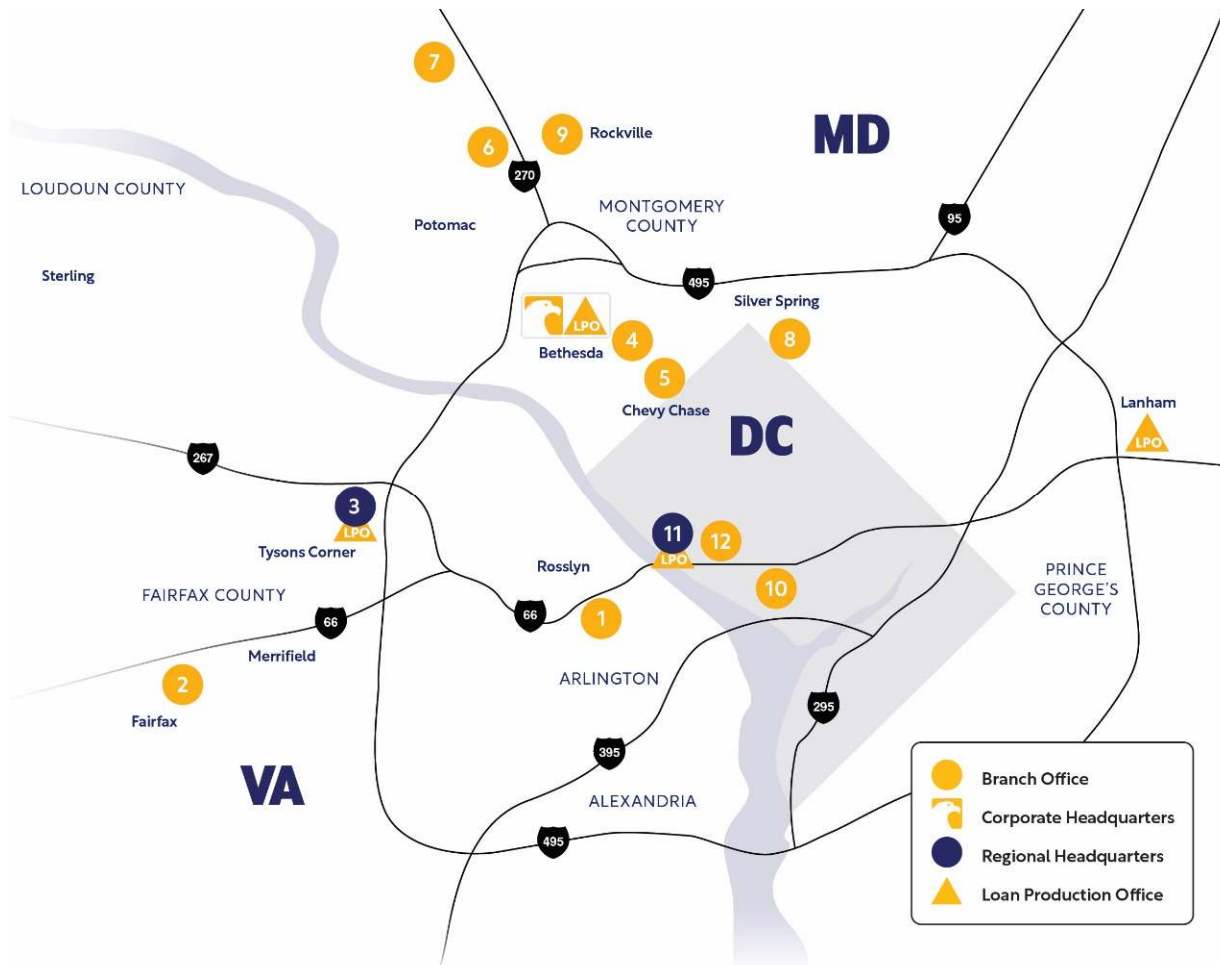 7
MD
9
Rockville
6
270
LOUDOUN COUNTY
MONTGOMERY
COUNTY
95
Potomac
Sterling
495
Silver Spring
LPO
4
8
Bethesda
5
Chevy Chase
Lanham
LPO
DC
267
3
LPO
Tysons Corner
11
LPO
12
Rosslyn
10
PRINCE
GEORGE'S
COUNTY
FAIRFAX COUNTY
66
66
1
Merrifield
2
Fairfax
ARLINGTON
295
395
VA
ALEXANDRIA
495
Branch Office
Corporate Headquarters
Regional Headquarters
Loan Production Office